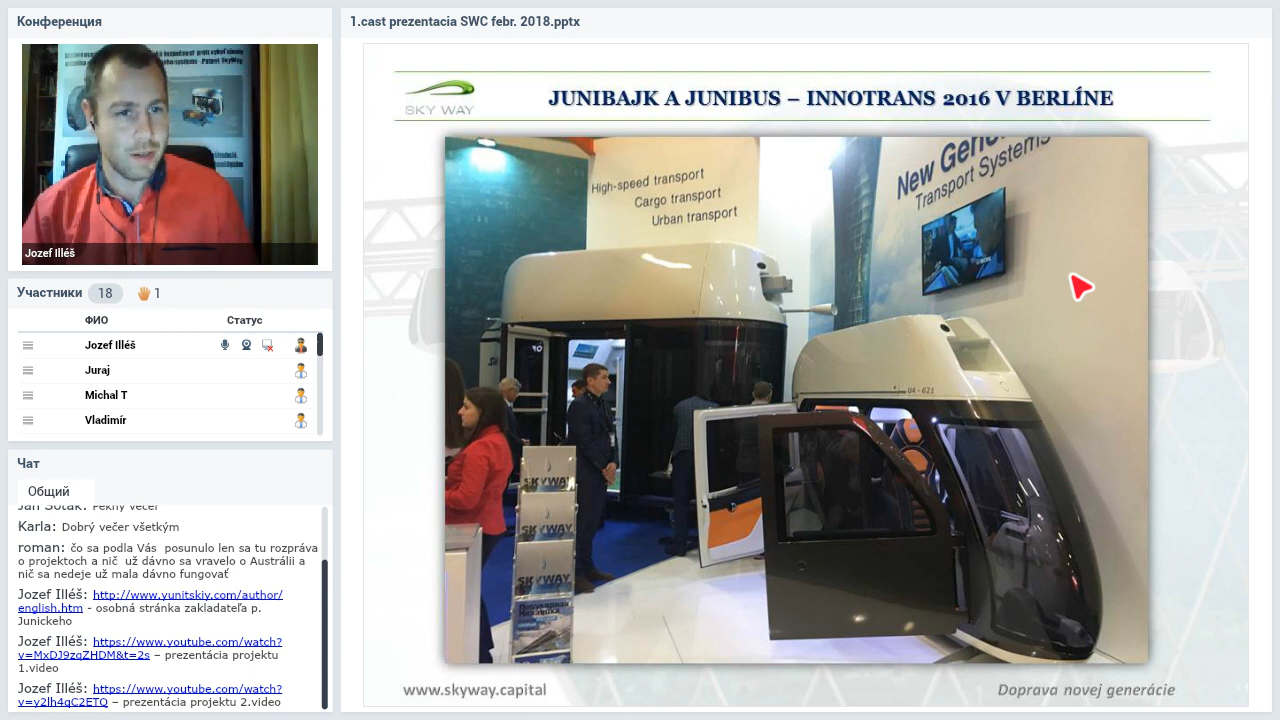 Конференция
Jozef Illéš
Участники 18 1
ФИО Статус
Jozef Illéš
Juraj
Michal T
Vladimír
Чат
Общий
Karla: Dobrý večer všetkým
roman: čo sa podla Vás posunulo len sa tu rozpráva
o projektoch a nič už dávno sa vravelo o Austrálii a
nič sa nedeje už mala dávno fungovať
Jozef Illéš: http://www.yunitskiy.com/author/
english.htm - osobná stránka zakladateľa p.
Junickeho
Jozef Illéš: https://www.youtube.com/watch?
v=MxDJ9zqZHDM&t=2s – prezentácia projektu
1.video
Jozef Illéš: https://www.youtube.com/watch?
v=y2lh4qC2ETQ – prezentácia projektu 2.video
1.cast prezentacia SWC febr. 2018.pptx
SKY WAY
JUNIBAJK A JUNIBUS – INNOTRANS 2016 V BERLÍNE
High-speed transport
Cargo transport
Urban transport
New
Transport Systems
U4 - 621
SKYWAY
SKYWAY
SKYWAY
www.skyway.capital
Doprava novej generácie